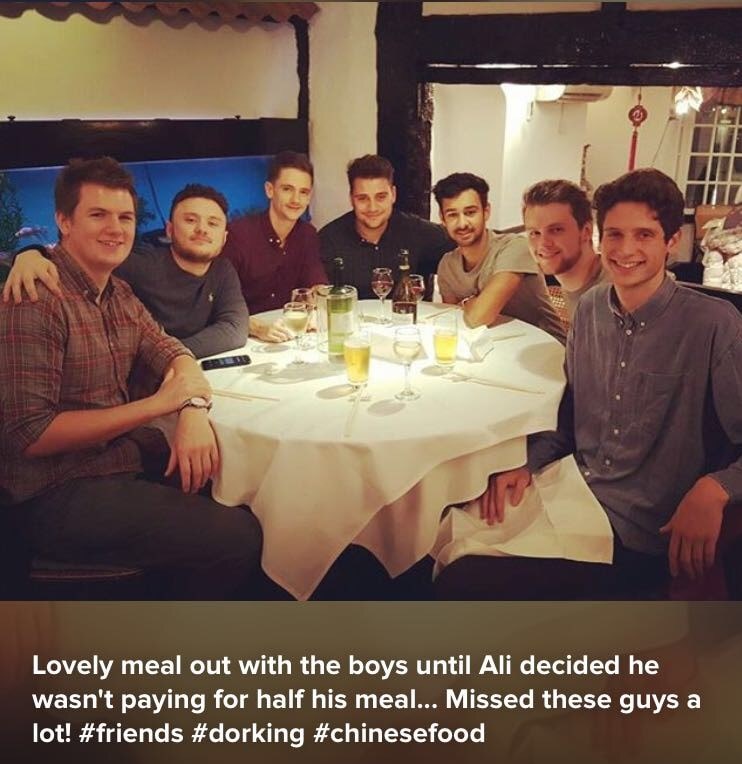 Lovely meal out with the boys until Ali decided he
wasn't paying for half his meal... Missed these guys a
lot! #friends #dorking #chinesefood